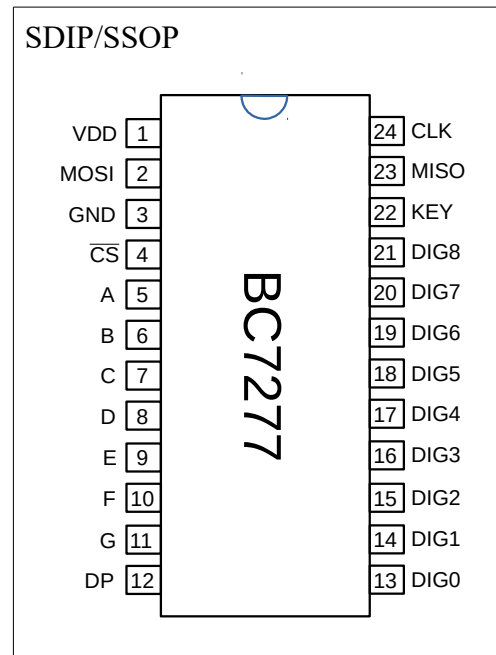 SDIP/SSOP
VDD 1
MOSI 2
GND 3
C̅S̅ 4
A 5
B 6
C 7
D 8
E 9
F 10
G 11
DP 12
BC7277
24 CLK
23 MISO
22 KEY
21 DIG8
20 DIG7
19 DIG6
18 DIG5
17 DIG4
16 DIG3
15 DIG2
14 DIG1
13 DIG0